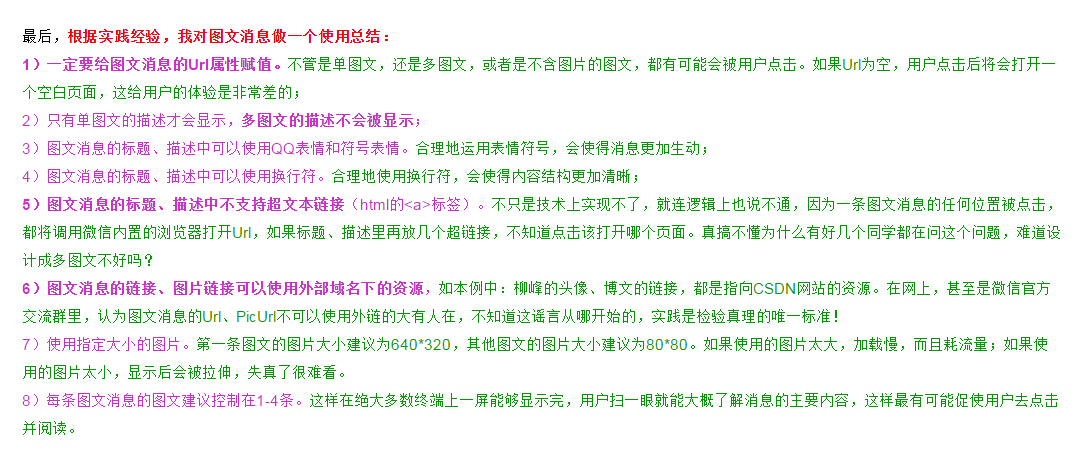 最后，根据实践经验，我对图文消息做一个使用总结：
1）一定要给图文消息的Url属性赋值。不管是单图文，还是多图文，或者是不含图片的图文，都有可能会被用户点击。如果Url为空，用户点击后将会打开一
个空白页面，这给用户的体验是非常差的；
2）只有单图文的描述才会显示，多图文的描述不会被显示；
3）图文消息的标题、描述中可以使用QQ表情和符号表情。合理地运用表情符号，会使得消息更加生动；
4）图文消息的标题、描述中可以使用换行符。合理地使用换行符，会使得内容结构更加清晰；
5）图文消息的标题、描述中不支持超文本链接（html的<a>标签）。不只是技术上实现不了，就连逻辑上也说不通，因为一条图文消息的任何位置被点击，
都将调用微信内置的浏览器打开Url，如果标题、描述里再放几个超链接，不知道点击该打开哪个页面。真搞不懂为什么有好几个同学都在问这个问题，难道设
计成多图文不好吗？
6）图文消息的链接、图片链接可以使用外部域名下的资源，如本例中：柳峰的头像、博文的链接，都是指向CSDN网站的资源。在网上，甚至是微信官方
交流群里，认为图文消息的Url、PicUrl不可以使用外链的大有人在，不知道这谣言从哪开始的，实践是检验真理的唯一标准！
7）使用指定大小的图片。第一条图文的图片大小建议为640*320，其他图文的图片大小建议为80*80。如果使用的图片太大，加载慢，而且耗流量；如果使
用的图片太小，显示后会被拉伸，失真了很难看。
8）每条图文消息的图文建议控制在1-4条。这样在绝大多数终端上一屏能够显示完，用户扫一眼就能大概了解消息的主要内容，这样最有可能促使用户去点击
并阅读。